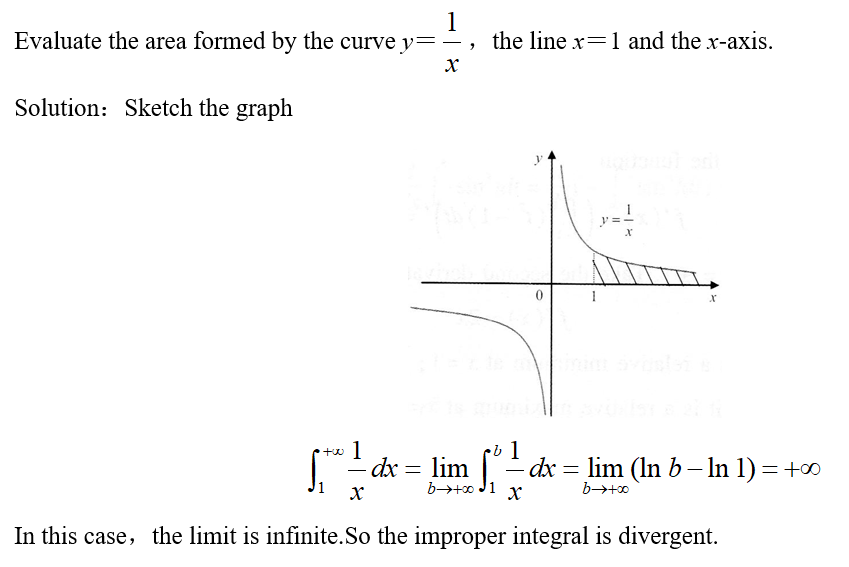 Evaluate the area formed by the curve y=1/x， the line x=1 and the x-axis.
Solution： Sketch the graph
y
y=1/x
0 1 x
∫₁^{+∞} 1/x dx = lim_{b→+∞} ∫₁^b 1/x dx = lim_{b→+∞} (ln b – ln 1) = +∞
In this case，the limit is infinite.So the improper integral is divergent.